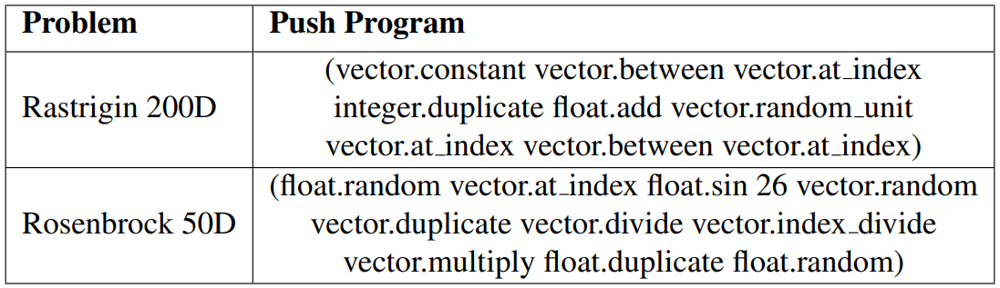 Problem Push Program
(vector.constant vector.between vector.at_index
Rastrigin 200D integer.duplicate float.add vector.random_unit
vector.at_index vector.between vector.at_index)
(float.random vector.at_index float.sin 26 vector.random
Rosenbrock 50D vector.duplicate vector.divide vector.index_divide
vector.multiply float.duplicate float.random)